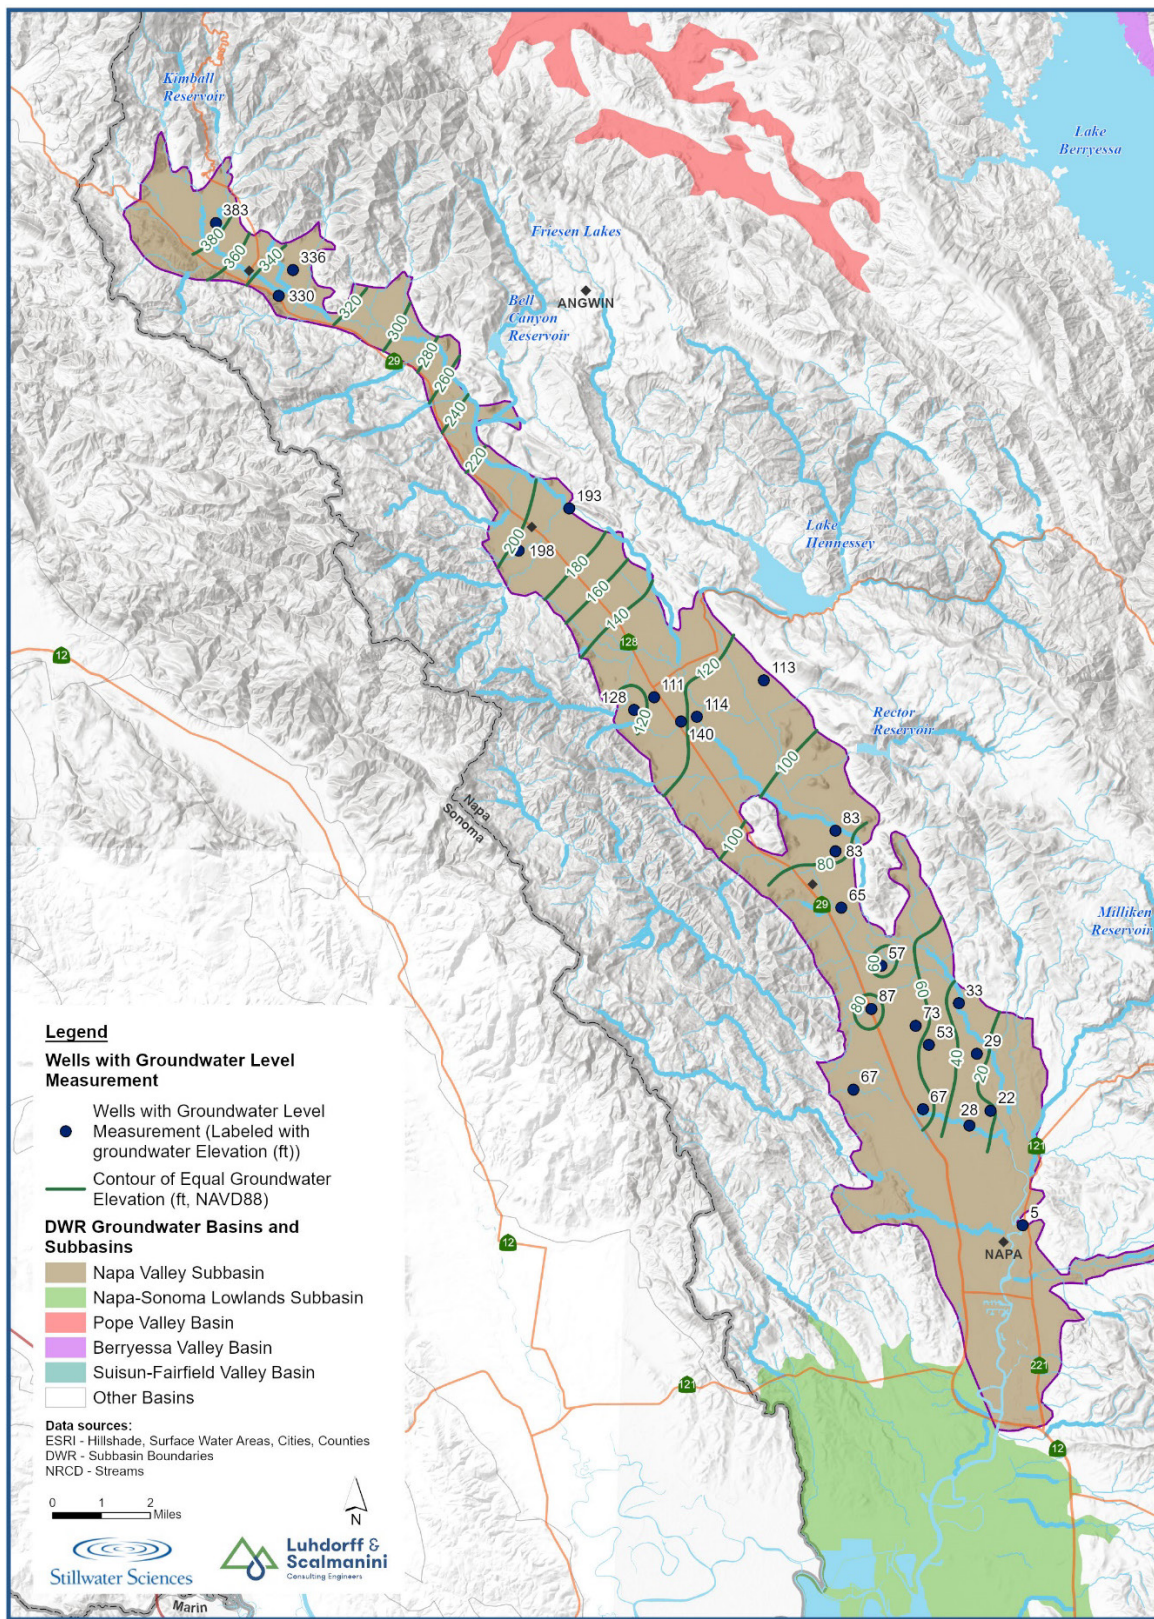 Kimball
Reservoir
Lake
Berryessa
383
380
360
340
336
330
Friesen Lakes
ANGWIN
Bell
Canyon
Reservoir
320
300
280
260
240
220
29
193
200
198
180
160
140
128
Lake
Hennessey
12
120
113
111
128
120
114
140
Rector
Reservoir
100
Napa
Sonoma
100
83
83
80
65
29
Milliken
Reservoir
57
60
87
80
33
60
73
53
40
29
20
67
67
28
22
121
5
NAPA
12
121
221
12
Legend
Wells with Groundwater Level
Measurement
Wells with Groundwater Level
Measurement (Labeled with
groundwater Elevation (ft))
Contour of Equal Groundwater
Elevation (ft, NAVD88)
DWR Groundwater Basins and
Subbasins
Napa Valley Subbasin
Napa-Sonoma Lowlands Subbasin
Pope Valley Basin
Berryessa Valley Basin
Suisun-Fairfield Valley Basin
Other Basins
Data sources:
ESRI - Hillshade, Surface Water Areas, Cities, Counties
DWR - Subbasin Boundaries
NRCD - Streams
0 1 2
Miles
N
Stillwater Sciences
Luhdorff &
Scalmanini
Consulting Engineers
Marin